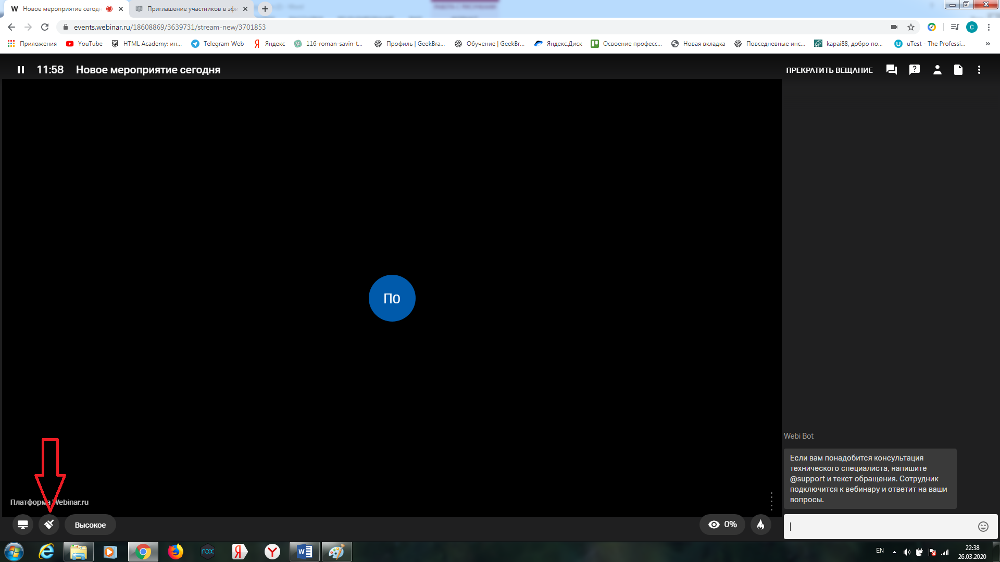 W Новое мероприятие сегодн
Приглашение участников в эфи
events.webinar.ru/18608869/3639731/stream-new/3701853
C
Приложения YouTube HTML Academy: ин... Telegram Web Яндекс 116-roman-savin-t... Профиль | GeekBra... Обучение | GeekBr... Яндекс.Диск Освоение професс... Новая вкладка Повседневные инс... kapai88, добро по... uTest - The Professi... »
11:58 Новое мероприятие сегодня
ПРЕКРАТИТЬ ВЕЩАНИЕ
По
Webi Bot
Если вам понадобится консультация
технического специалиста, напишите
@support и текст обращения. Сотрудник
подключится к вебинару и ответит на ваши
вопросы.
Платформа Webinar.ru
Высокое
0%
EN
22:38
26.03.2020